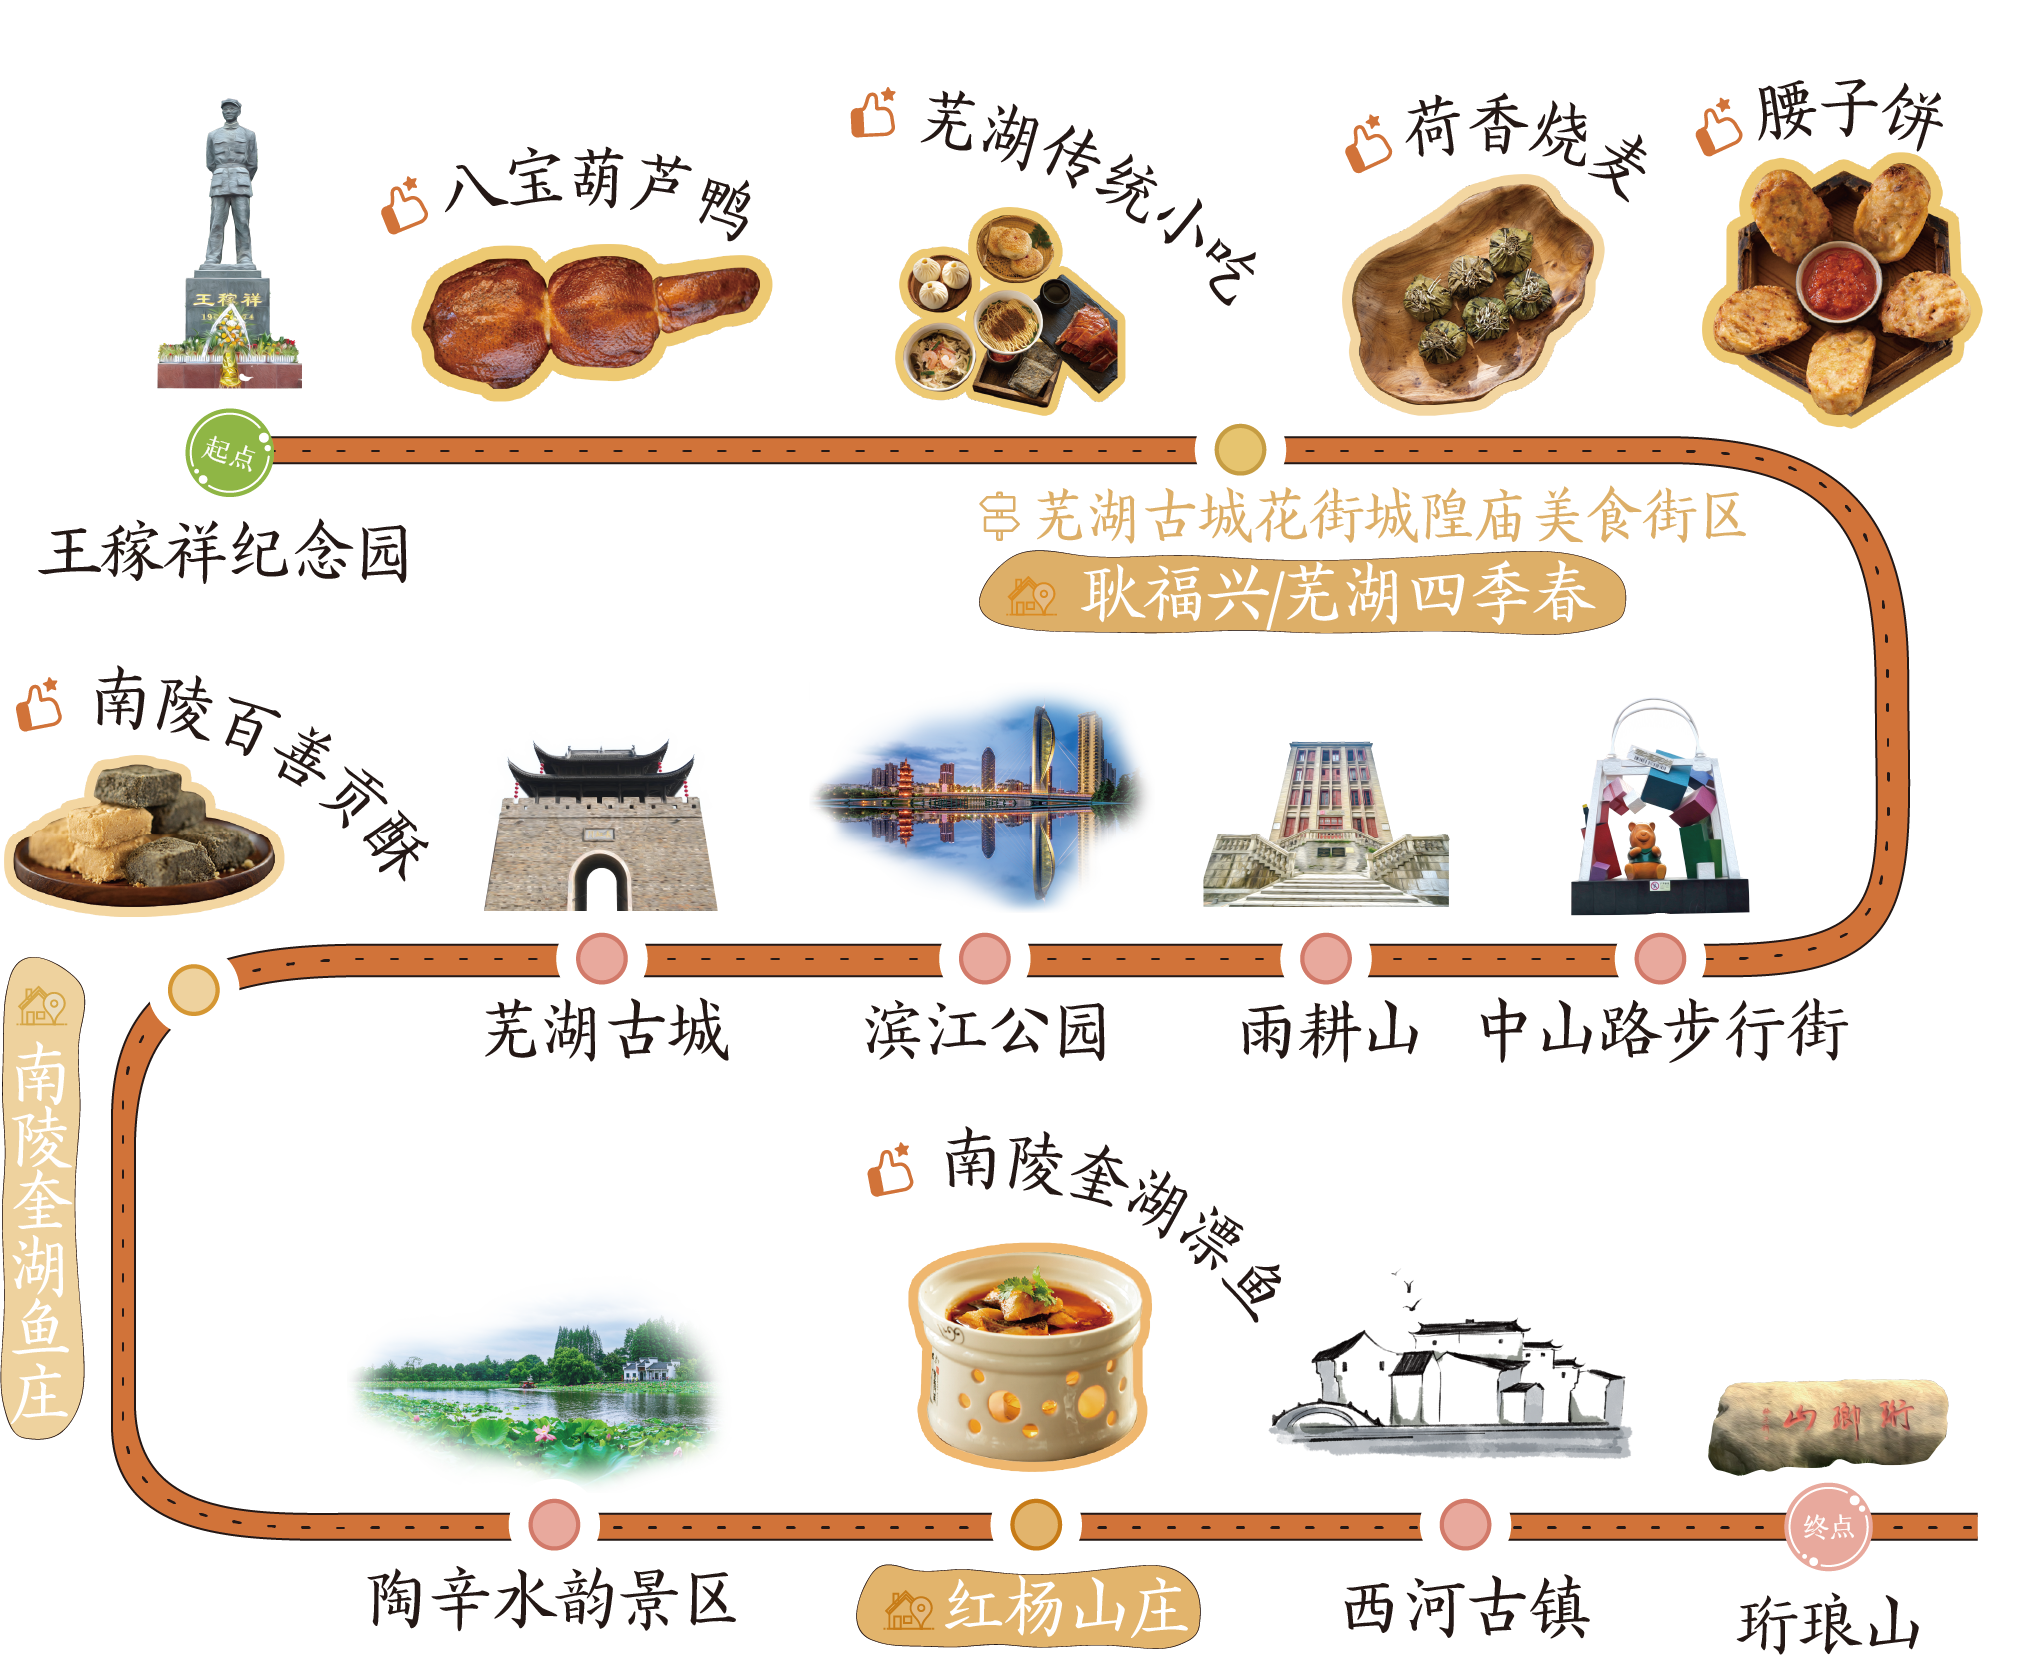 八宝葫芦鸭
芜湖传统小吃
荷香烧麦
腰子饼
王稼祥
起点
王稼祥纪念园
芜湖古城花街城隍庙美食街区
耿福兴/芜湖四季春
南陵百善贡酥
芜湖古城
滨江公园
雨耕山
中山路步行街
南陵奎湖鱼庄
南陵奎湖漂鱼
珩瑯山
终点
陶辛水韵景区
红杨山庄
西河古镇
珩琅山